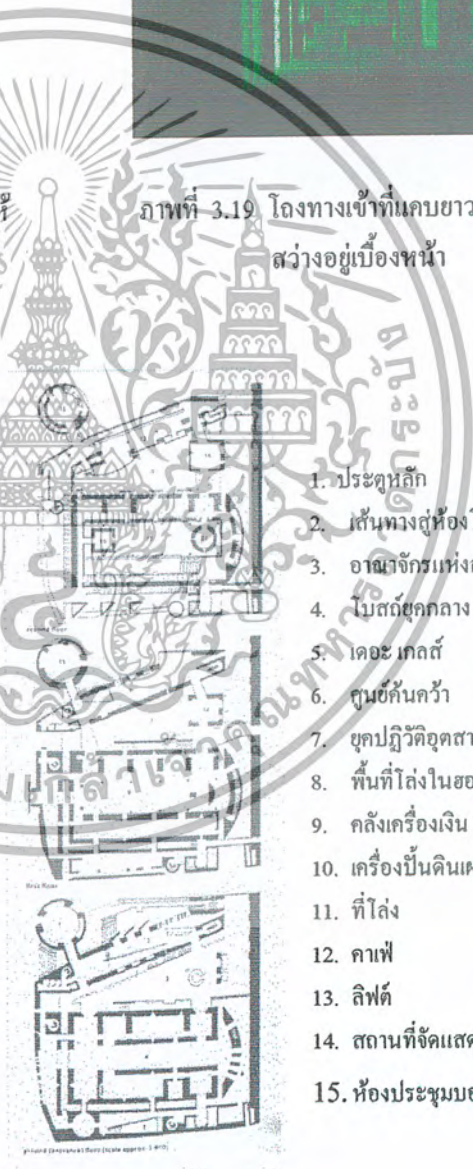 ภาพที่ 3.19 โถงทางเข้าที่แคบยาว
สว่างอยู่เบื้องหน้า
1. ประตูหลัก
2. เส้นทางสู่ห้อง
3. อาณาจักรแห่ง
4. โบสถ์ยุคกลาง
5. เดอะ เกลส์
6. ศูนย์ค้นคว้า
7. ยุคปฏิวัติอุตสา
8. พื้นที่โล่งในฮอ
9. คลังเครื่องเงิน
10. เครื่องปั้นดินเผ
11. ที่โล่ง
12. คาเฟ่
13. ลิฟต์
14. สถานที่จัดแสด
15. ห้องประชุมบอ